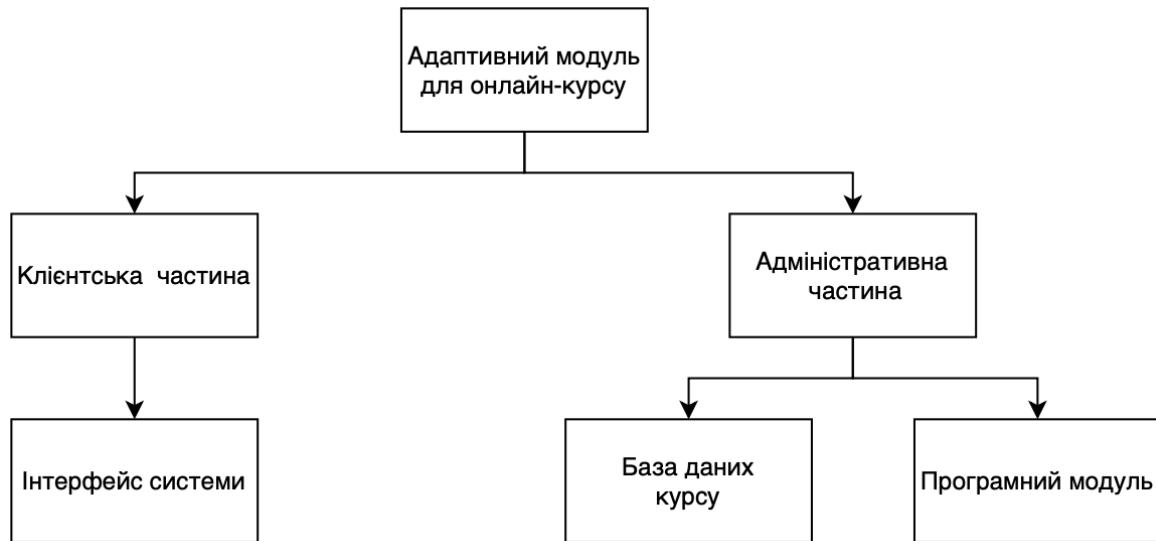 Адаптивний модуль
для онлайн-курсу
Клієнтська частина
Адміністративна
частина
Інтерфейс системи
База даних
курсу
Програмний модуль